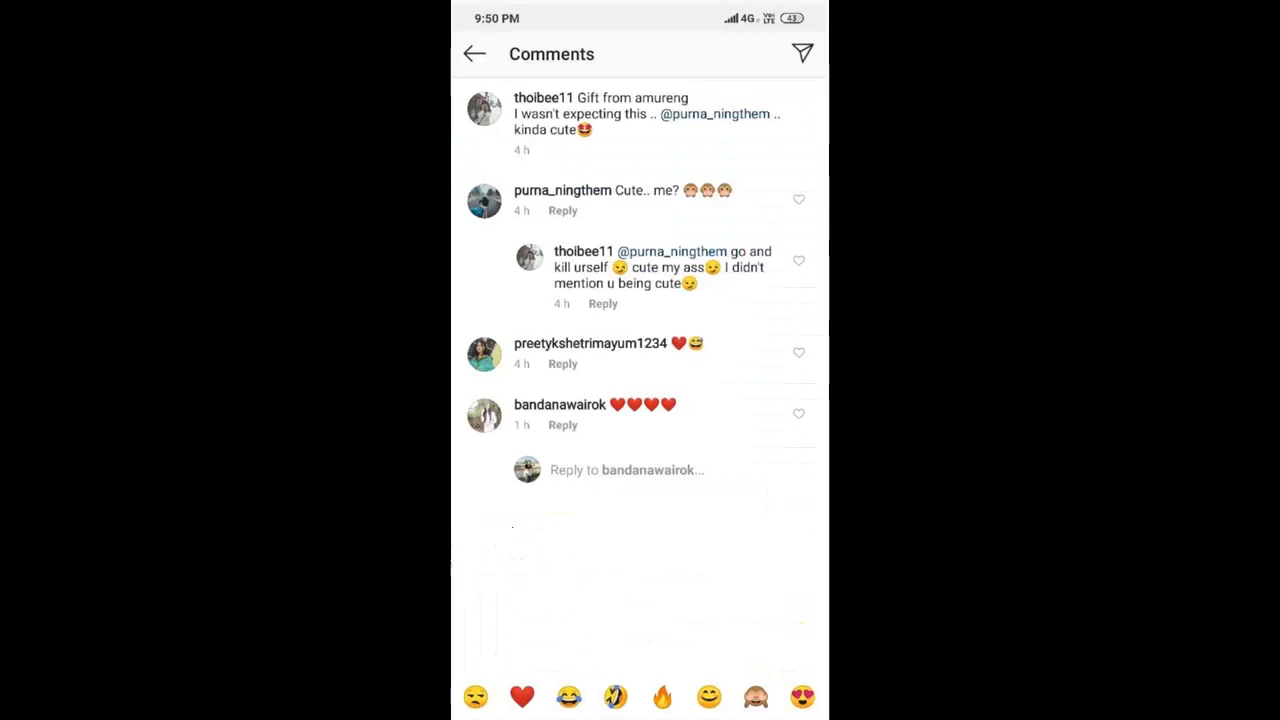 9:50 PM
4G VoLTE 43
Comments
thoibee11 Gift from amureng
I wasn't expecting this .. @purna_ningthem ..
kinda cute🤩
4 h
purna_ningthem Cute.. me? 🙊🙊🙊
4 h Reply
thoibee11 @purna_ningthem go and
kill urself 😏 cute my ass😏 I didn't
mention u being cute😏
4 h Reply
preetykshetrimayum1234 ❤️😅
4 h Reply
bandanawairok ❤️❤️❤️❤️
1 h Reply
Reply to bandanawairok...